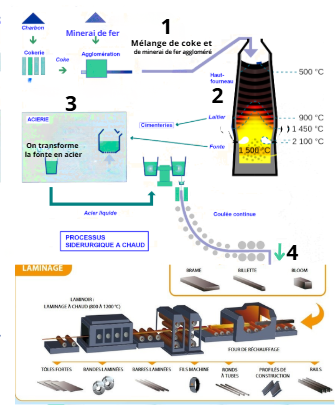 Charbon
Minerai de fer
1
Mélange de coke et
de minerai de fer aggloméré
Cokerie
Coke
Agglomération
Haut-
fourneau
500 °C
2
3
ACIERIE
Cimenteries
Laitier
900 °C
1 450 °C
Fonte
2 100 °C
1 500 °C
On transforme
la fonte en acier
Acier liquide
Coulée continue
PROCESSUS
SIDERURGIQUE A CHAUD
4
LAMINAGE
BRAME
BILLETTE
BLOOM
LAMINOIR :
LAMINAGE À CHAUD (800 À 1200 °C)
FOUR DE RÉCHAUFFAGE
TÔLES FORTES
BANDES LAMINÉES
BARRES LAMINÉES
FIL MACHINE
RONDS
À TUBES
PROFILÉS DE
CONSTRUCTION
RAILS